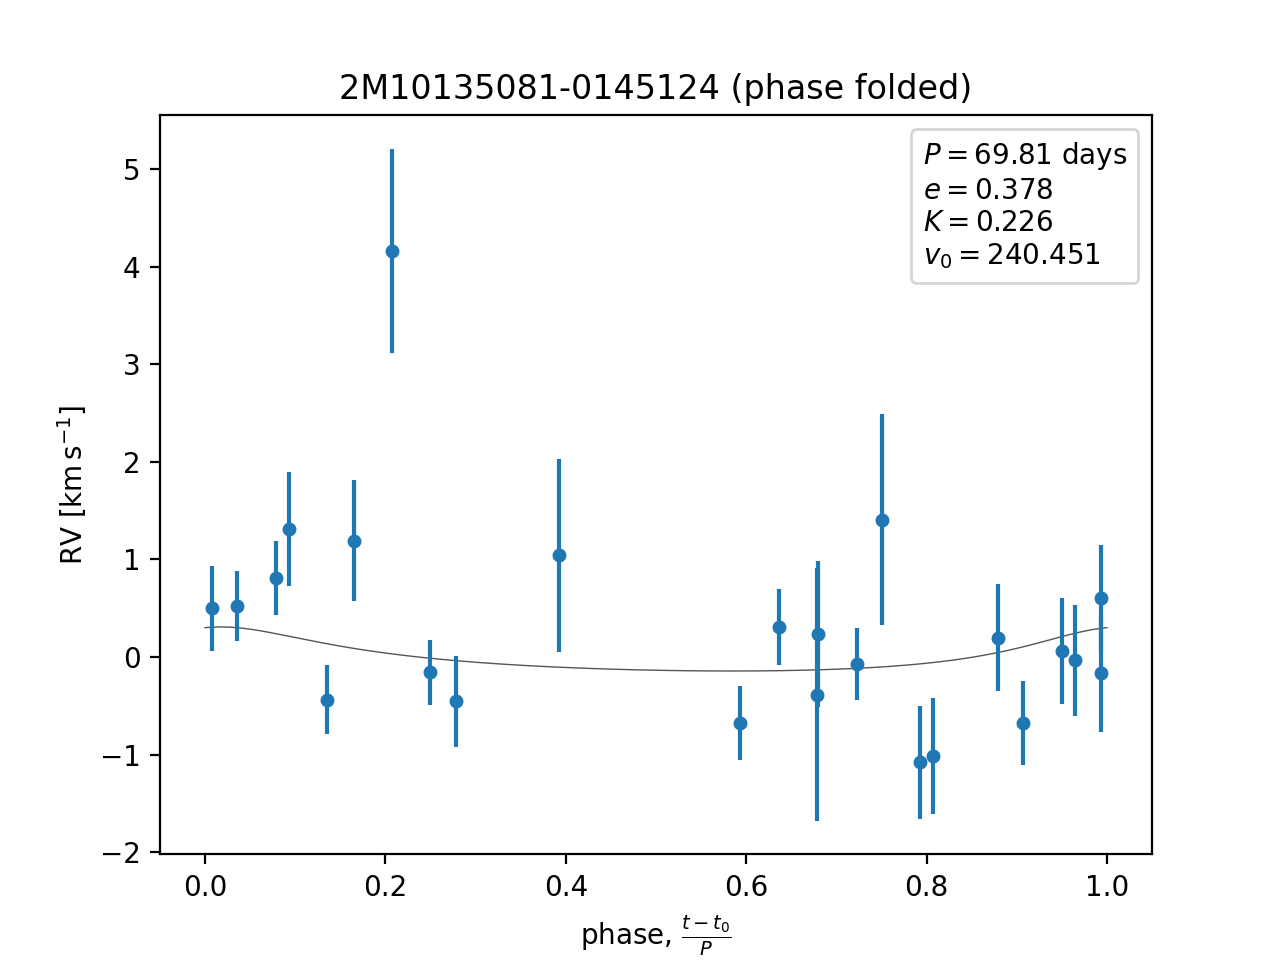 2M10135081-0145124 (phase folded)
P = 69.81 days
e = 0.378
K = 0.226
v₀ = 240.451
RV [km s⁻¹]
5
4
3
2
1
0
−1
−2
0.0 0.2 0.4 0.6 0.8 1.0
phase, (t − t₀)/P